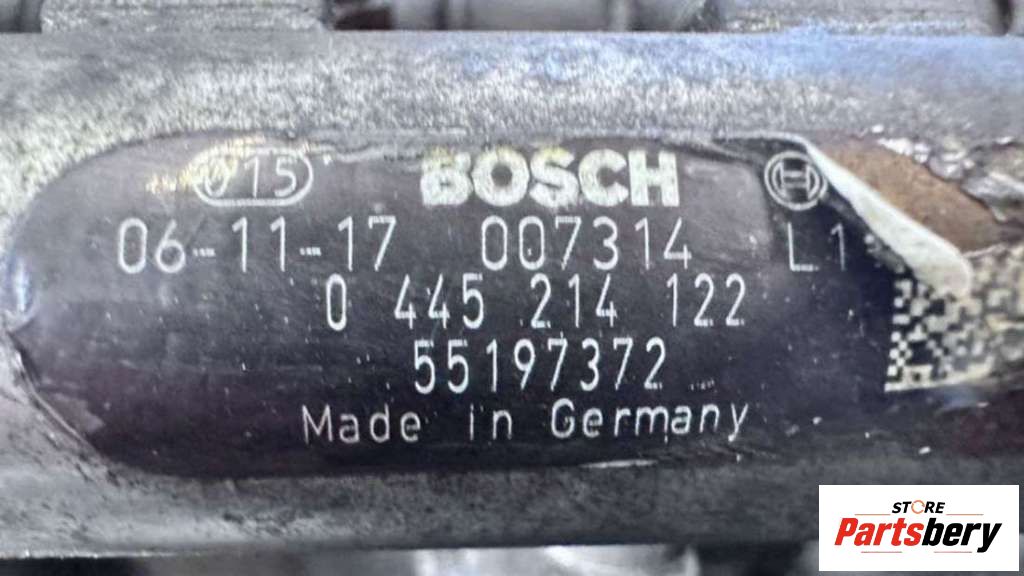 015 BOSCH
06-11-17 007314 L1
0 445 214 122
55197372
Made in Germany
STORE
Partsbery